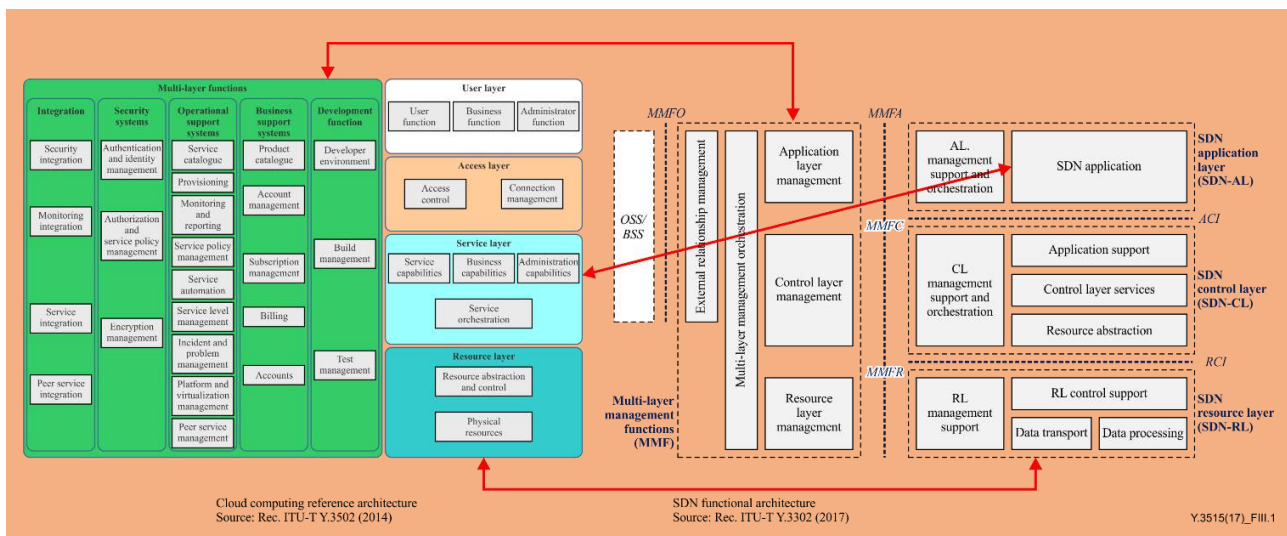 Multi-layer functions
Integration
Security
integration
Monitoring
integration
Service
integration
Peer service
integration
Security
systems
Authentication
and identity
management
Authorization
and
service policy
management
Encryption
management
Operational
support
systems
Service
catalogue
Provisioning
Monitoring
and
reporting
Service policy
management
Service
automation
Service level
management
Incident and
problem
management
Platform and
virtualization
management
Peer service
management
Business
support
systems
Product
catalogue
Account
management
Subscription
management
Billing
Accounts
Development
function
Developer
environment
Build
management
Test
management
User layer
User
function
Business
function
Administrator
function
Access layer
Access
control
Connection
management
Service layer
Service
capabilities
Business
capabilities
Administration
capabilities
Service
orchestration
Resource layer
Resource abstraction
and control
Physical
resources
OSS/
BSS
MMFO
External relationship management
Multi-layer management orchestration
Application
layer
management
Control layer
management
Resource
layer
management
Multi-layer
management
functions
(MMF)
MMFA
MMFC
MMFR
AL.
management
support and
orchestration
SDN application
SDN
application
layer
(SDN-AL)
ACI
CL
management
support and
orchestration
Application support
Control layer services
Resource abstraction
SDN
control layer
(SDN-CL)
RCI
RL
management
support
RL control support
Data transport
Data processing
SDN
resource layer
(SDN-RL)
Cloud computing reference architecture
Source: Rec. ITU-T Y.3502 (2014)
SDN functional architecture
Source: Rec. ITU-T Y.3302 (2017)
Y.3515(17)_FIII.1